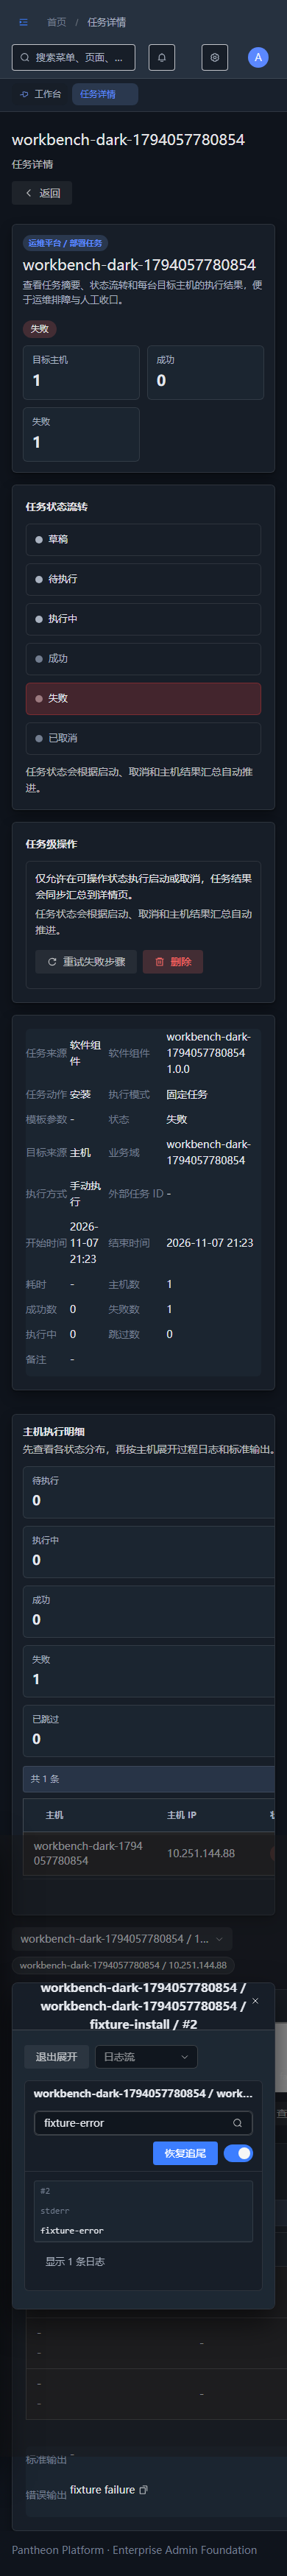 首页 / 任务详情
搜索菜单、页面、...
A
工作台 任务详情
workbench-dark-1794057780854
任务详情
返回
运维平台 / 部署任务
workbench-dark-1794057780854
查看任务摘要、状态流转和每台目标主机的执行结果，便
于运维排障与人工收口。
失败
目标主机
1
成功
0
失败
1
任务状态流转
草稿
待执行
执行中
成功
失败
已取消
任务状态会根据启动、取消和主机结果汇总自动推
进。
任务级操作
仅允许在可操作状态执行启动或取消，任务结果
会同步汇总到详情页。
任务状态会根据启动、取消和主机结果汇总自动
推进。
重试失败步骤 删除
任务来源 软件组件 软件组件 workbench-dark-1794057780854 1.0.0
任务动作 安装 执行模式 固定任务
模板参数 - 状态 失败
目标来源 主机 业务域 workbench-dark-1794057780854
执行方式 手动执行 外部任务 ID -
开始时间 2026-11-07 21:23 结束时间 2026-11-07 21:23
耗时 - 主机数 1
成功数 0 失败数 1
执行中 0 跳过数 0
备注 -
主机执行明细
先查看各状态分布，再按主机展开过程日志和标准输出。
待执行
0
执行中
0
成功
0
失败
1
已跳过
0
共 1 条
主机 主机 IP
workbench-dark-1794
057780854 10.251.144.88
workbench-dark-1794057780854 / 1...
workbench-dark-1794057780854 / 10.251.144.88
workbench-dark-1794057780854 /
workbench-dark-1794057780854 /
fixture-install / #2
退出展开 日志流
workbench-dark-1794057780854 / work...
fixture-error
恢复追尾
#2
stderr
fixture-error
显示 1 条日志
-
- -
-
- -
标准输出 -
错误输出 fixture failure
Pantheon Platform · Enterprise Admin Foundation